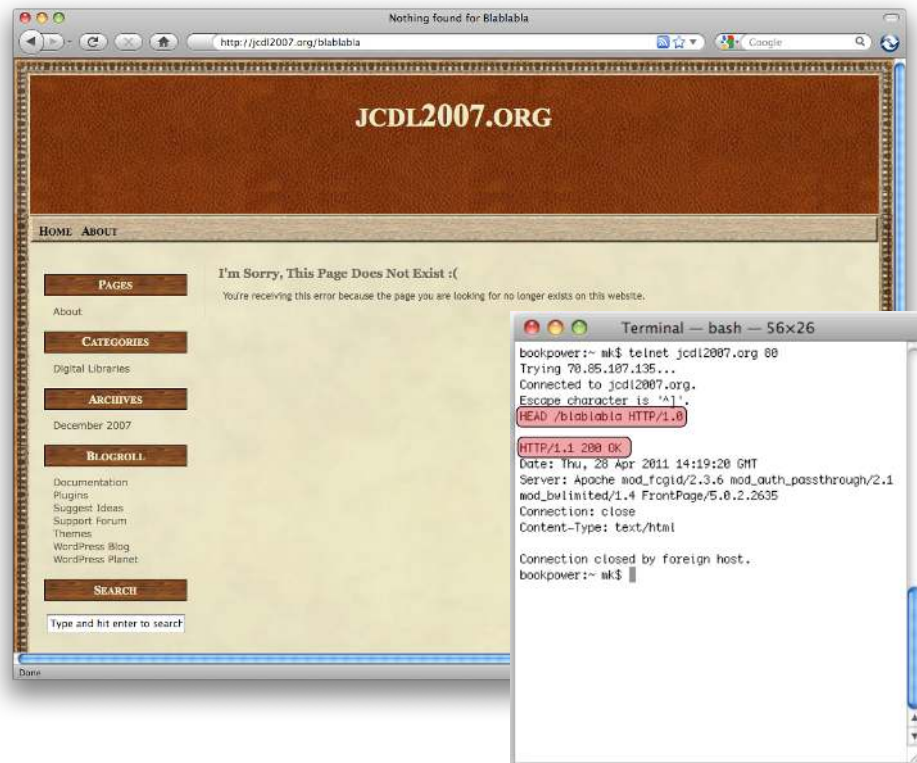 Nothing found for Blablabla
http://jcdl2007.org/blablabla
Google
JCDL2007.ORG
HOME ABOUT
PAGES
About
CATEGORIES
Digital Libraries
ARCHIVES
December 2007
BLOGROLL
Documentation
Plugins
Suggest Ideas
Support Forum
Themes
WordPress Blog
WordPress Planet
SEARCH
Type and hit enter to search
I'm Sorry, This Page Does Not Exist :(
You're receiving this error because the page you are looking for no longer exists on this website.
Done
Terminal — bash — 56×26
bookpower:~ mk$ telnet jcdl2007.org 80
Trying 70.85.107.135...
Connected to jcdl2007.org.
Escape character is '^]'.
HEAD /blablabla HTTP/1.0
HTTP/1.1 200 OK
Date: Thu, 28 Apr 2011 14:19:20 GMT
Server: Apache mod_fcgid/2.3.6 mod_auth_passthrough/2.1
mod_bwlimited/1.4 FrontPage/5.0.2.2635
Connection: close
Content-Type: text/html
Connection closed by foreign host.
bookpower:~ mk$